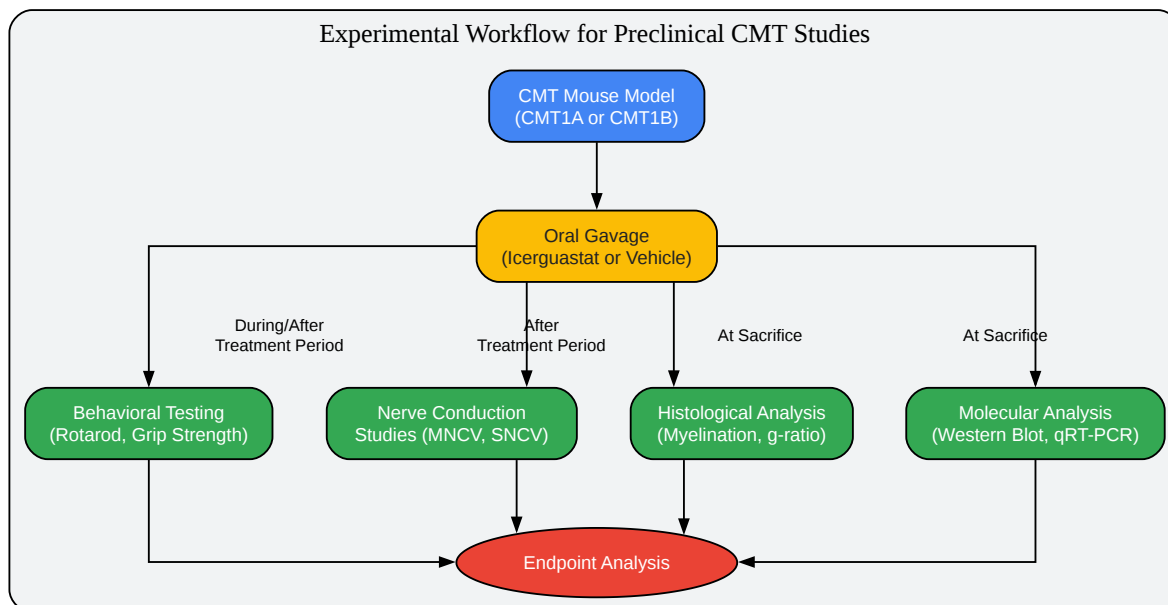 Experimental Workflow for Preclinical CMT Studies
CMT Mouse Model
(CMT1A or CMT1B)
Oral Gavage
(Icerguastat or Vehicle)
During/After
Treatment Period
After
Treatment Period
At Sacrifice
At Sacrifice
Behavioral Testing
(Rotarod, Grip Strength)
Nerve Conduction
Studies (MNCV, SNCV)
Histological Analysis
(Myelination, g-ratio)
Molecular Analysis
(Western Blot, qRT-PCR)
Endpoint Analysis